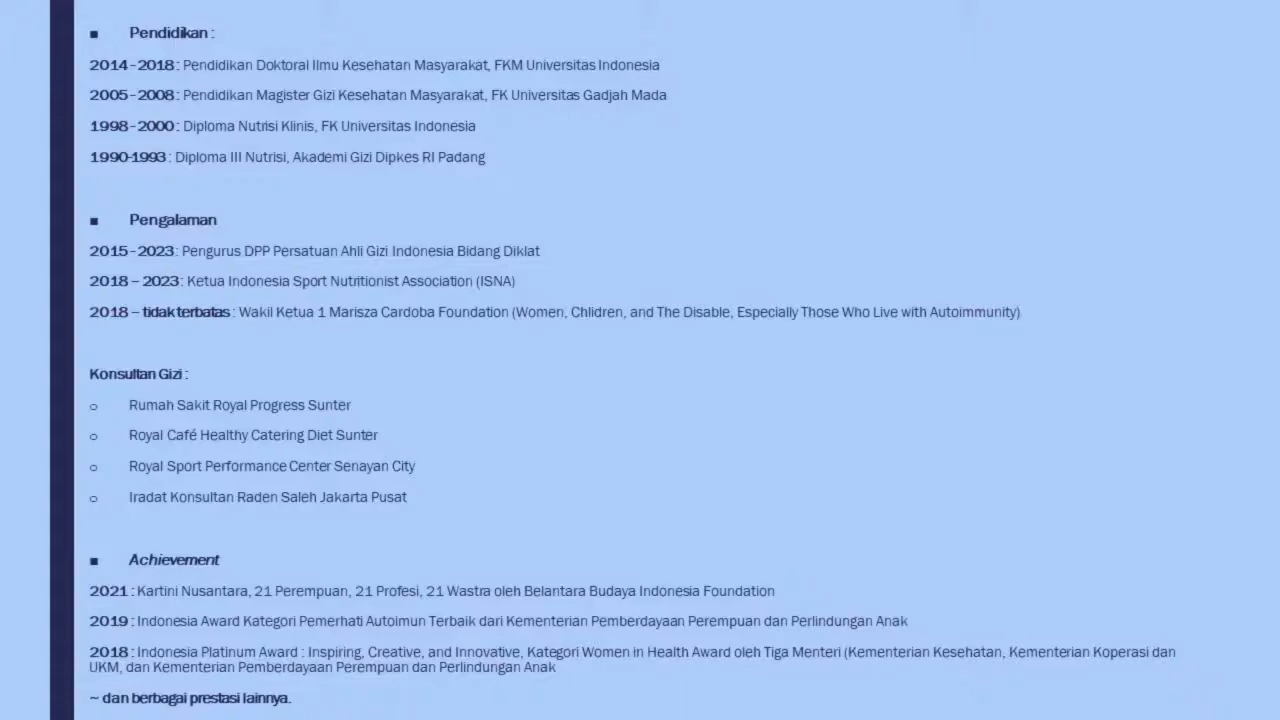 ▪ Pendidikan :
2014 - 2018 : Pendidikan Doktoral Ilmu Kesehatan Masyarakat, FKM Universitas Indonesia
2005 - 2008 : Pendidikan Magister Gizi Kesehatan Masyarakat, FK Universitas Gadjah Mada
1998 - 2000 : Diploma Nutrisi Klinis, FK Universitas Indonesia
1990-1993 : Diploma III Nutrisi, Akademi Gizi Dipkes RI Padang
▪ Pengalaman
2015 - 2023 : Pengurus DPP Persatuan Ahli Gizi Indonesia Bidang Diklat
2018 – 2023 : Ketua Indonesia Sport Nutritionist Association (ISNA)
2018 – tidak terbatas : Wakil Ketua 1 Marisza Cardoba Foundation (Women, Chlidren, and The Disable, Especially Those Who Live with Autoimmunity)
Konsultan Gizi :
o Rumah Sakit Royal Progress Sunter
o Royal Café Healthy Catering Diet Sunter
o Royal Sport Performance Center Senayan City
o Iradat Konsultan Raden Saleh Jakarta Pusat
▪ Achievement
2021 : Kartini Nusantara, 21 Perempuan, 21 Profesi, 21 Wastra oleh Belantara Budaya Indonesia Foundation
2019 : Indonesia Award Kategori Pemerhati Autoimun Terbaik dari Kementerian Pemberdayaan Perempuan dan Perlindungan Anak
2018 : Indonesia Platinum Award : Inspiring, Creative, and Innovative, Kategori Women in Health Award oleh Tiga Menteri (Kementerian Kesehatan, Kementerian Koperasi dan
UKM, dan Kementerian Pemberdayaan Perempuan dan Perlindungan Anak
~ dan berbagai prestasi lainnya.